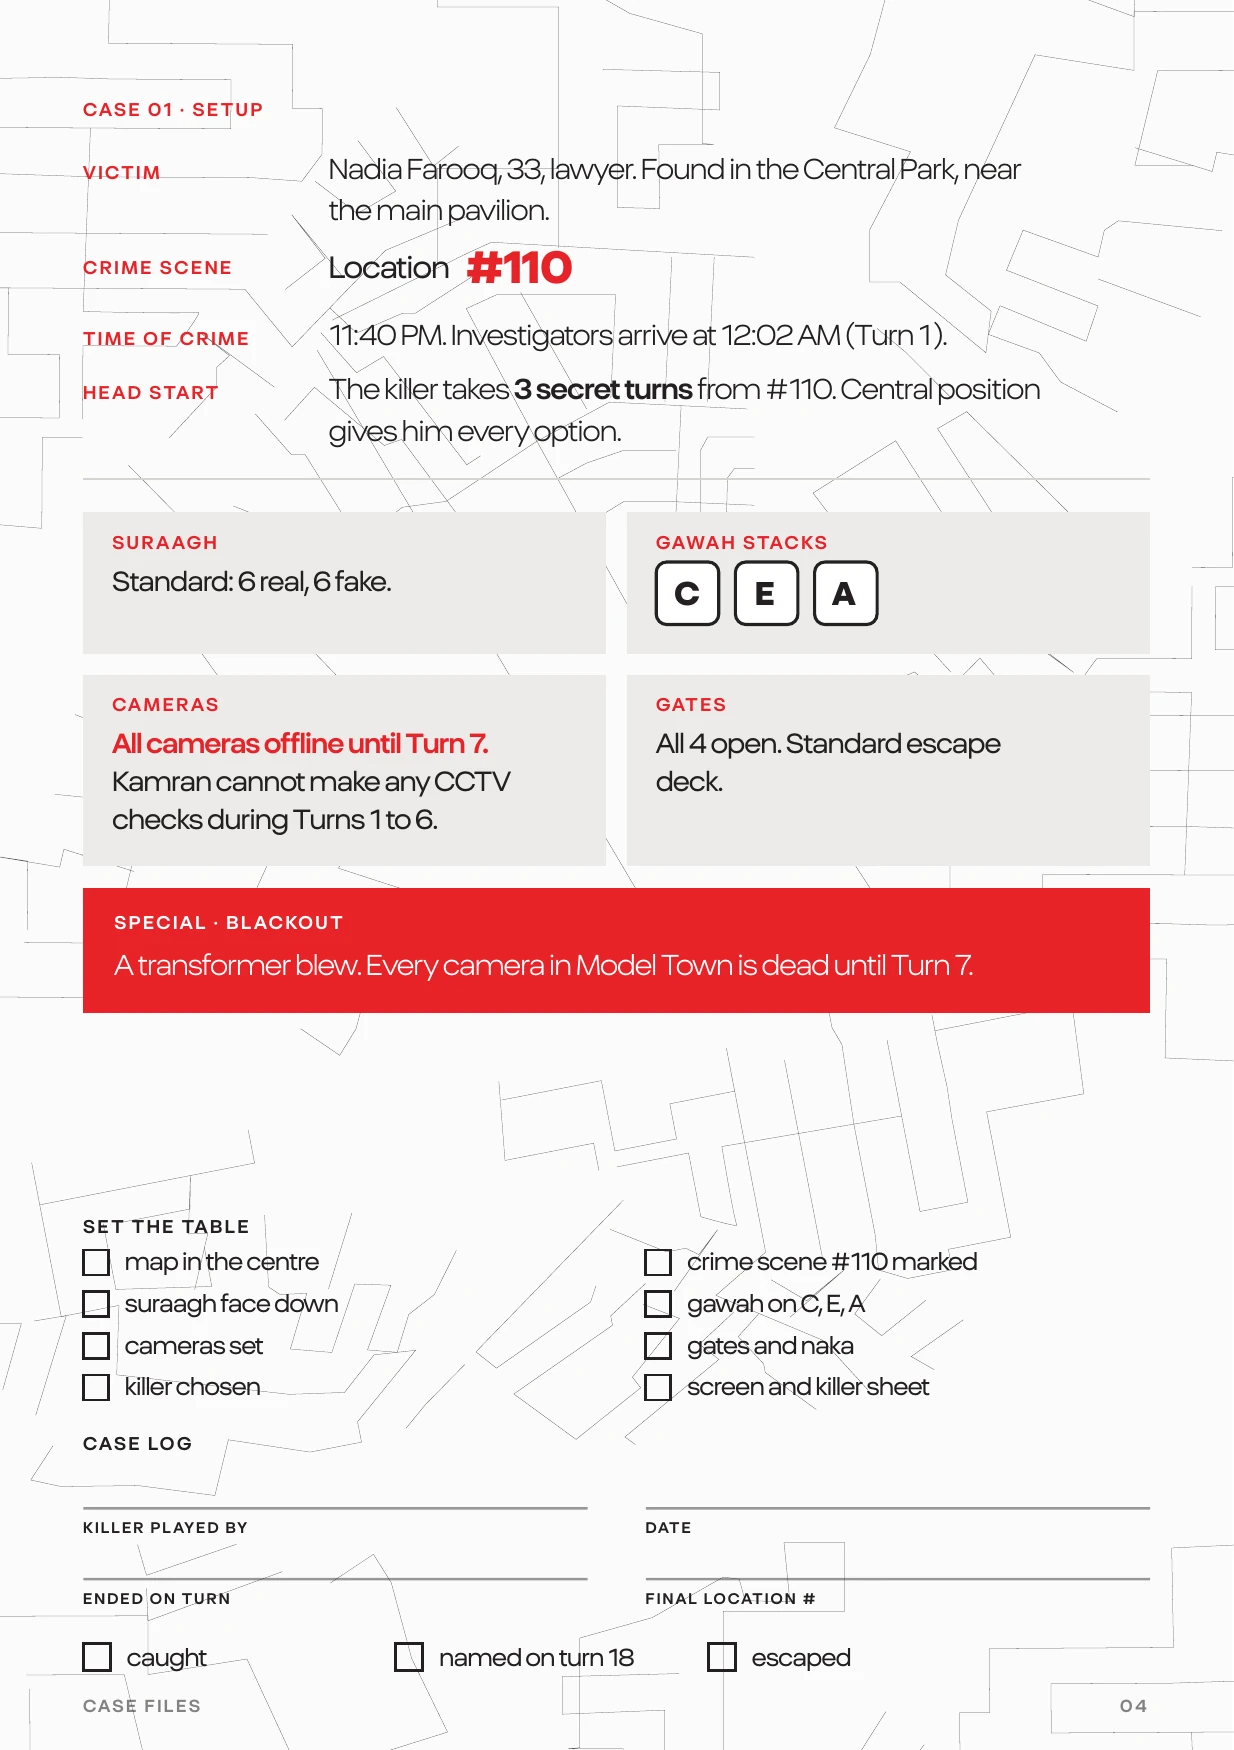 CASE 01 · SETUP
VICTIM
Nadia Farooq, 33, lawyer. Found in the Central Park, near
the main pavilion.
CRIME SCENE
Location #110
TIME OF CRIME
11:40 PM. Investigators arrive at 12:02 AM (Turn 1).
HEAD START
The killer takes 3 secret turns from #110. Central position
gives him every option.
SURAAGH
Standard: 6 real, 6 fake.
GAWAH STACKS
C E A
CAMERAS
All cameras offline until Turn 7.
Kamran cannot make any CCTV
checks during Turns 1 to 6.
GATES
All 4 open. Standard escape
deck.
SPECIAL · BLACKOUT
A transformer blew. Every camera in Model Town is dead until Turn 7.
SET THE TABLE
map in the centre
crime scene #110 marked
suraagh face down
gawah on C, E, A
cameras set
gates and naka
killer chosen
screen and killer sheet
CASE LOG
KILLER PLAYED BY
DATE
ENDED ON TURN
FINAL LOCATION #
caught
named on turn 18
escaped
CASE FILES
04